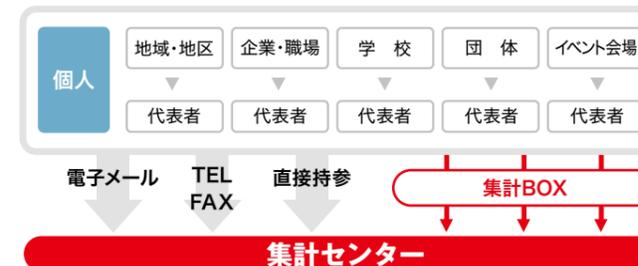 個人
地域・地区
企業・職場
学 校
団 体
イベント会場
代表者
代表者
代表者
代表者
代表者
電子メール
TEL
FAX
直接持参
集計BOX
集計センター